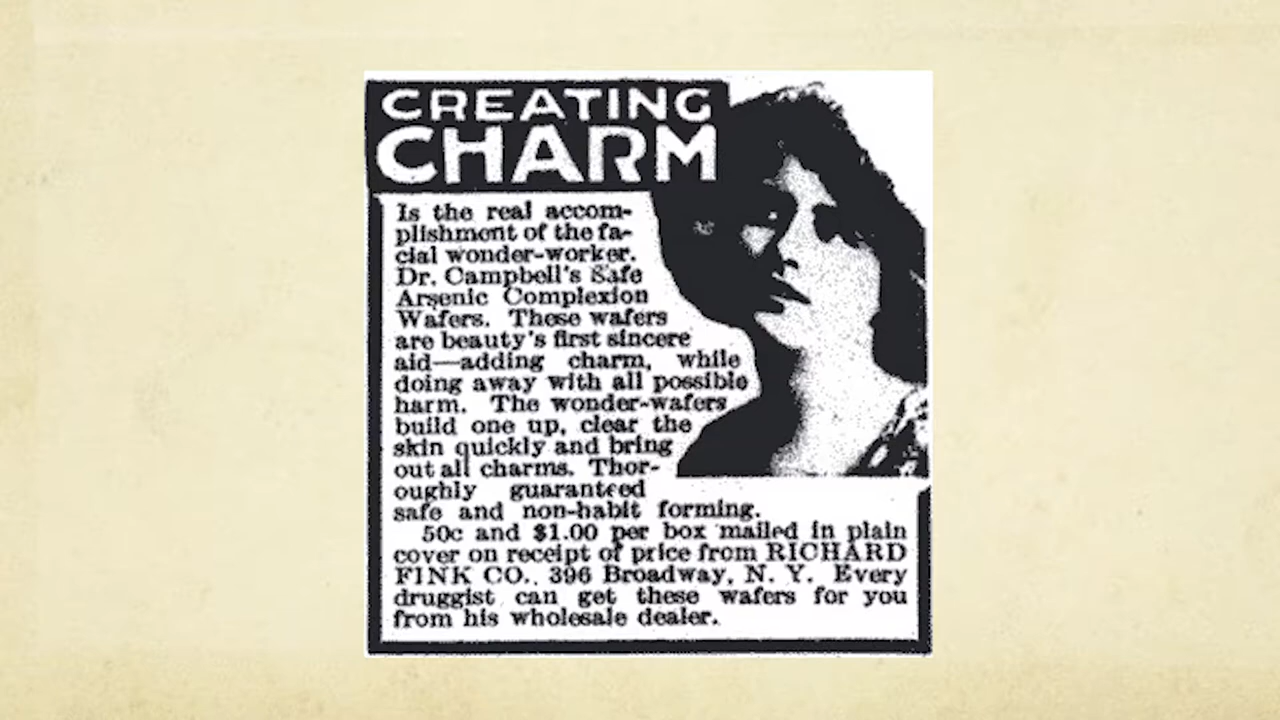 CREATING
CHARM
Is the real accom-
plishment of the fa-
cial wonder-worker.
Dr. Campbell's Safe
Arsenic Complexion
Wafers. These wafers
are beauty's first sincere
aid—adding charm, while
doing away with all possible
harm. The wonder-wafers
build one up, clear the
skin quickly and bring
out all charms. Thor-
oughly guaranteed
safe and non-habit forming.
50c and $1.00 per box mailed in plain
cover on receipt of price from RICHARD
FINK CO., 396 Broadway, N. Y. Every
druggist can get these wafers for you
from his wholesale dealer.